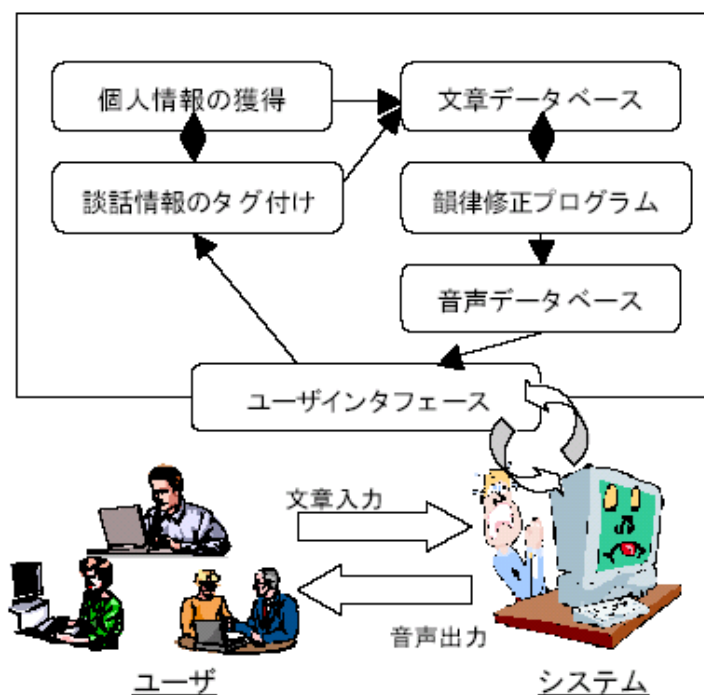 個人情報の獲得
文章データベース
談話情報のタグ付け
韻律修正プログラム
音声データベース
ユーザインタフェース
文章入力
音声出力
ユーザ
システム